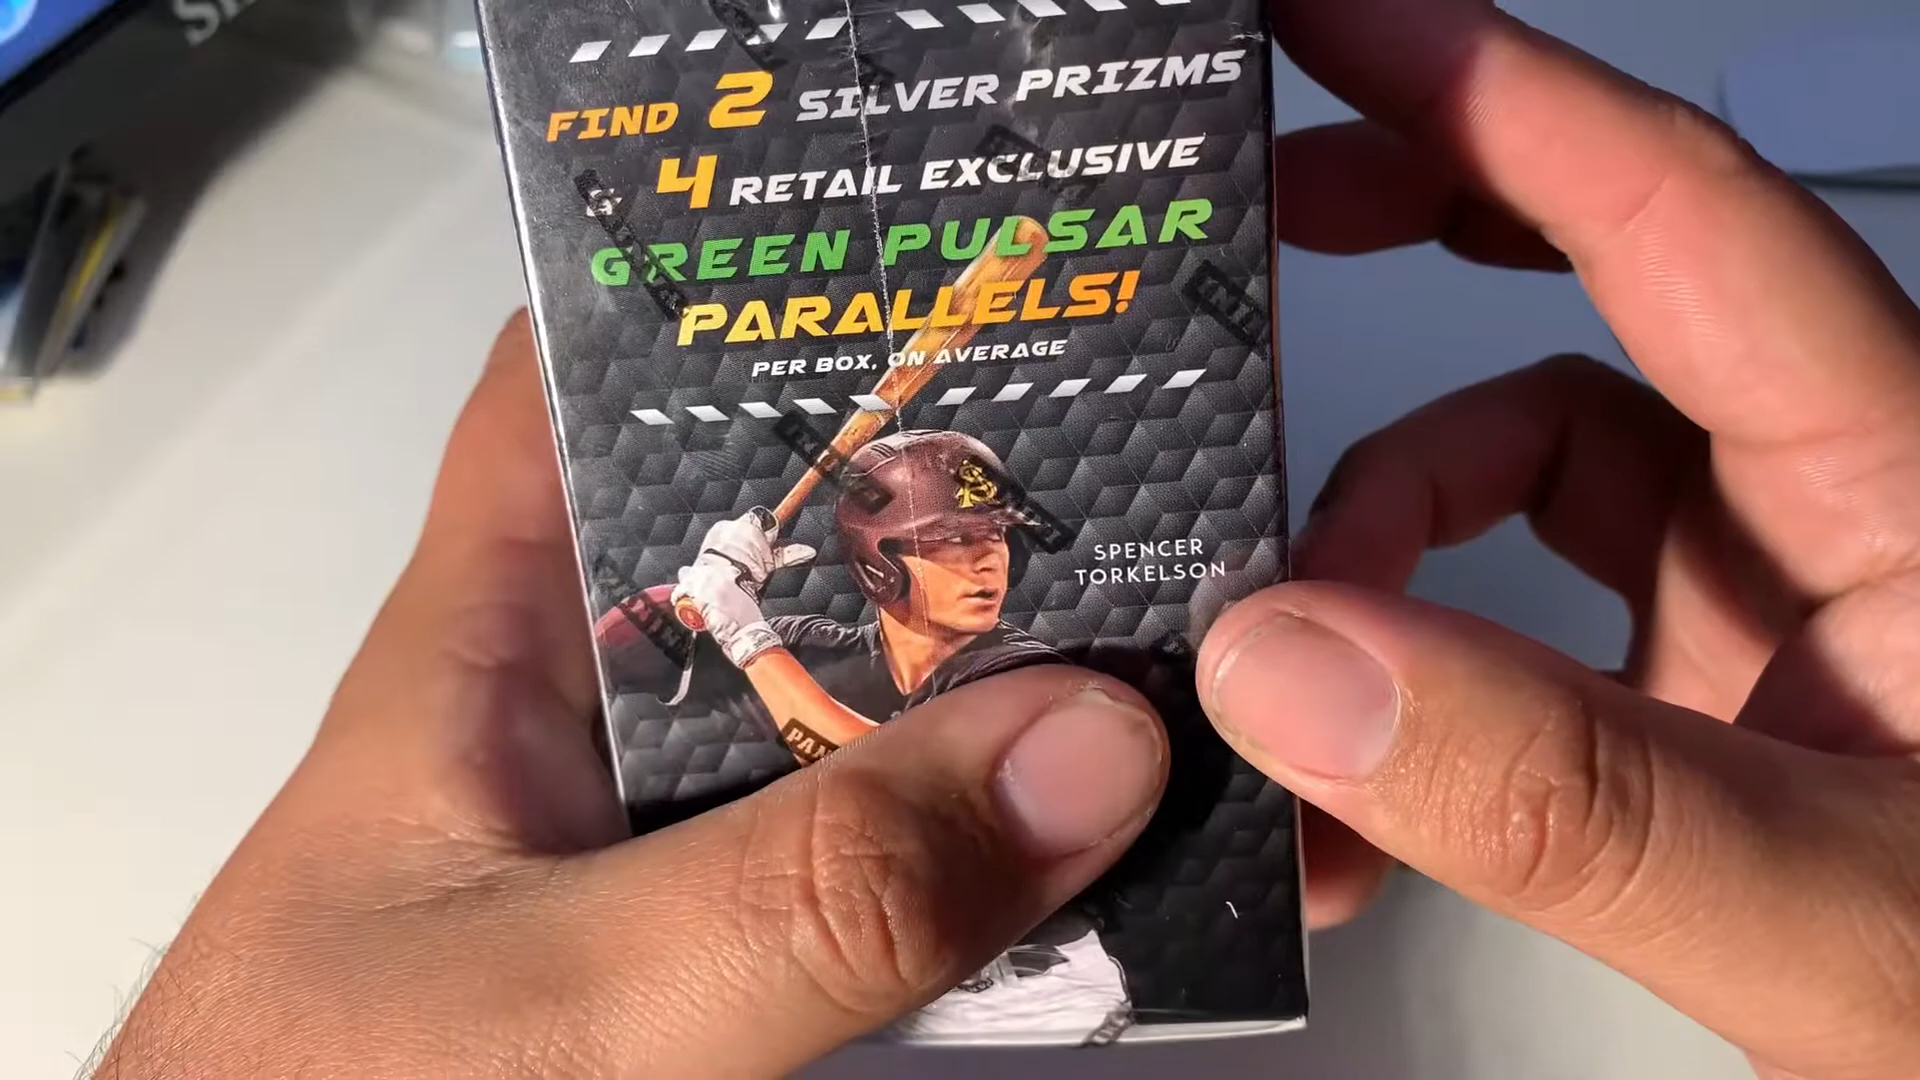 FIND 2 SILVER PRIZMS
& 4 RETAIL EXCLUSIVE
GREEN PULSAR
PARALLELS!
PER BOX, ON AVERAGE
SPENCER
TORKELSON